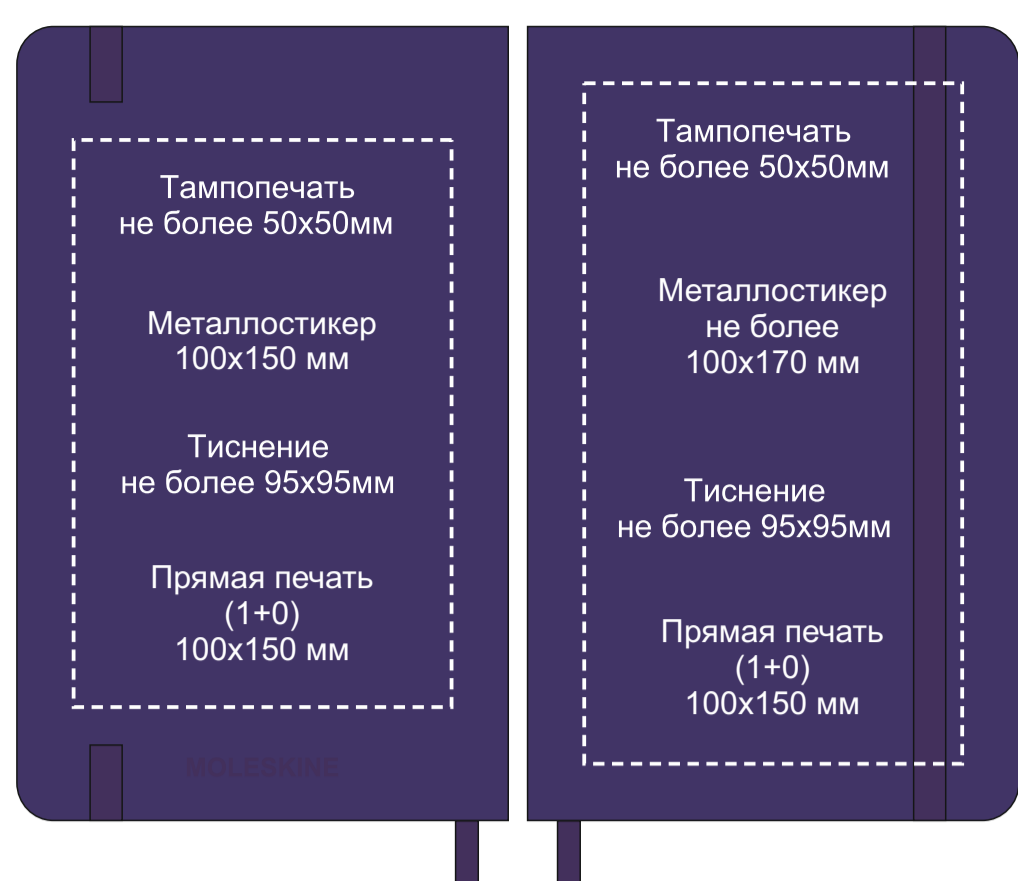 Тампопечать
не более 50х50мм
Металлостикер
100х150 мм
Тиснение
не более 95х95мм
Прямая печать
(1+0)
100х150 мм
MOLESKINE
Тампопечать
не более 50х50мм
Металлостикер
не более
100х170 мм
Тиснение
не более 95х95мм
Прямая печать
(1+0)
100х150 мм